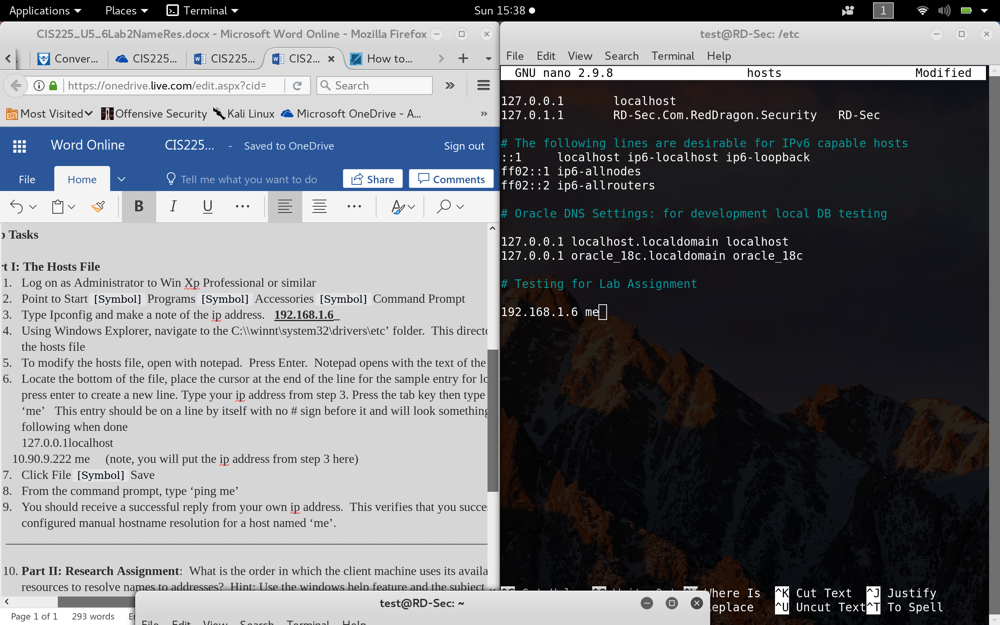 Applications Places Terminal Sun 15:38 1
CIS225_U5_6Lab2NameRes.docx - Microsoft Word Online - Mozilla Firefox
Conver... CIS225... CIS225... CIS2... How to...
https://onedrive.live.com/edit.aspx?cid= Search
Most Visited Offensive Security Kali Linux Microsoft OneDrive - A...
Word Online CIS225... - Saved to OneDrive Sign out
File Home Tell me what you want to do Share Comments
B I U
Tasks
I: The Hosts File
1. Log on as Administrator to Win Xp Professional or similar
2. Point to Start [Symbol] Programs [Symbol] Accessories [Symbol] Command Prompt
3. Type Ipconfig and make a note of the ip address. 192.168.1.6_
4. Using Windows Explorer, navigate to the C:\\winnt\system32\drivers\etc’ folder. This
the hosts file
5. To modify the hosts file, open with notepad. Press Enter. Notepad opens with the text of the
6. Locate the bottom of the file, place the cursor at the end of the line for the sample entry for
press enter to create a new line. Type your ip address from step 3. Press the tab key then type
‘me’ This entry should be on a line by itself with no # sign before it and will look something
following when done
127.0.0.1localhost
10.90.9.222 me (note, you will put the ip address from step 3 here)
7. Click File [Symbol] Save
8. From the command prompt, type ‘ping me’
9. You should receive a successful reply from your own ip address. This verifies that you
configured manual hostname resolution for a host named ‘me’.
10. Part II: Research Assignment: What is the order in which the client machine uses its
resources to resolve names to addresses? Hint: Use the windows help feature and the subject
Page 1 of 1 293 words
test@RD-Sec: /etc
File Edit View Search Terminal Help
GNU nano 2.9.8 hosts Modified
127.0.0.1 localhost
127.0.1.1 RD-Sec.Com.RedDragon.Security RD-Sec
# The following lines are desirable for IPv6 capable hosts
::1 localhost ip6-localhost ip6-loopback
ff02::1 ip6-allnodes
ff02::2 ip6-allrouters
# Oracle DNS Settings: for development local DB testing
127.0.0.1 localhost.localdomain localhost
127.0.0.1 oracle_18c.localdomain oracle_18c
# Testing for Lab Assignment
192.168.1.6 me
Where Is ^K Cut Text ^J Justify
Replace ^U Uncut Text ^T To Spell
test@RD-Sec: ~
File Edit View Search Terminal Help